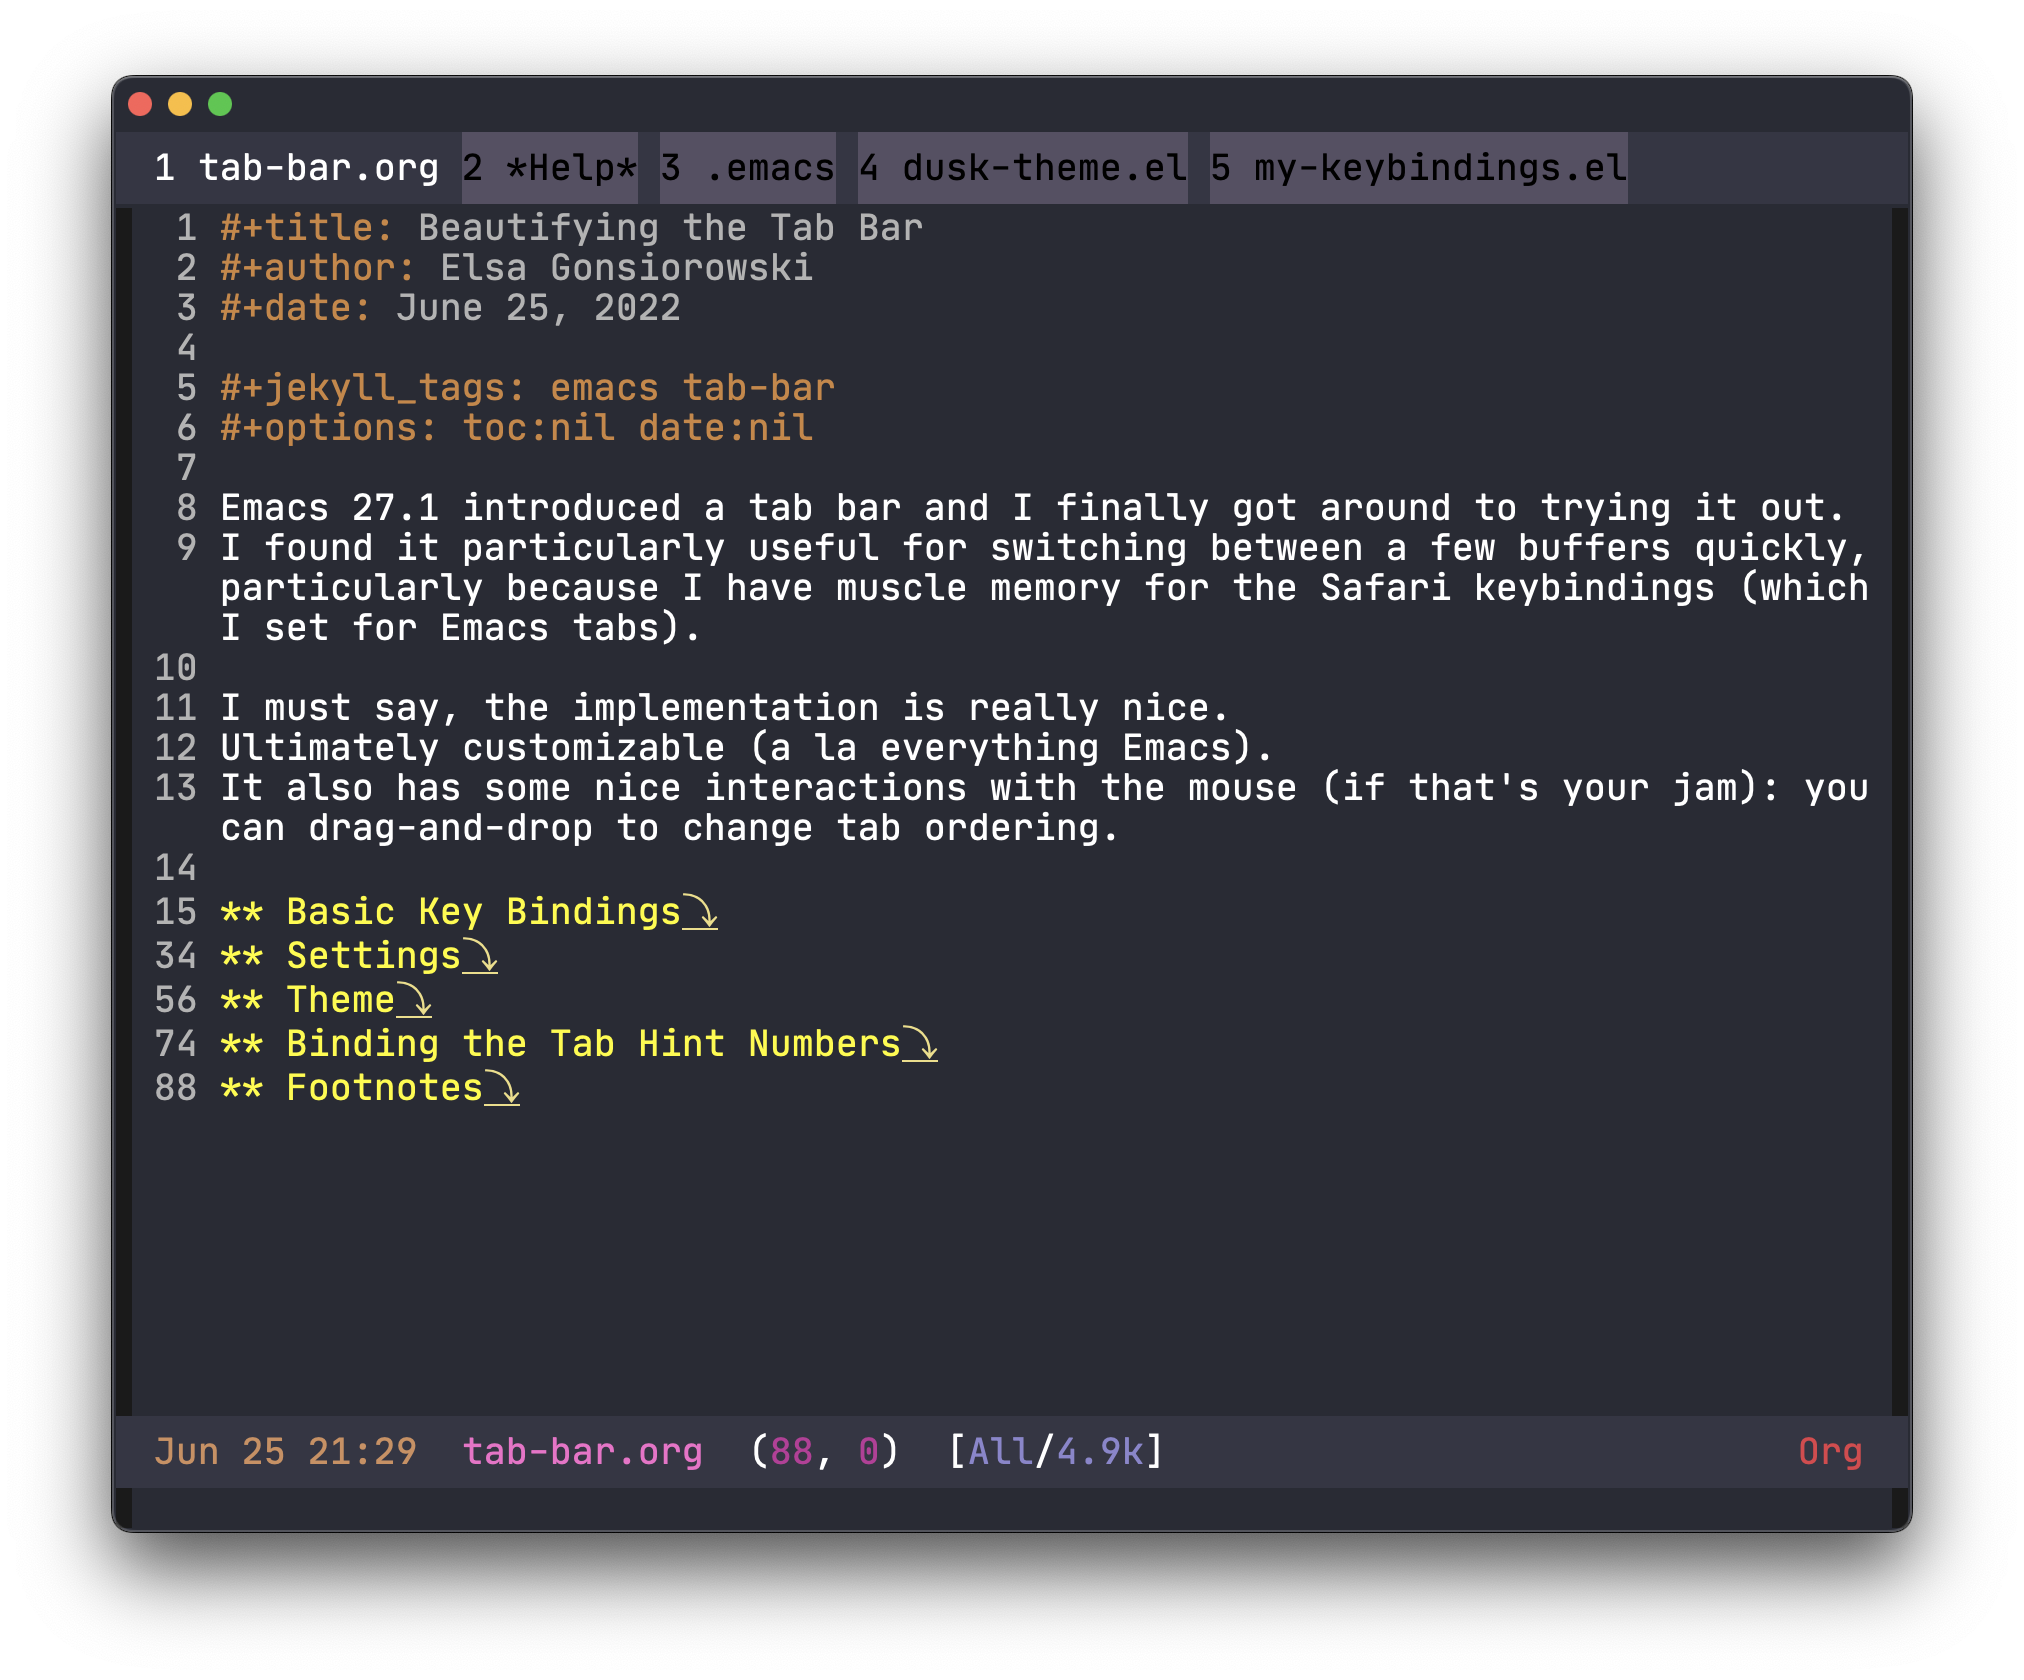 1 tab-bar.org 2 *Help* 3 .emacs 4 dusk-theme.el 5 my-keybindings.el
1 #+title: Beautifying the Tab Bar
2 #+author: Elsa Gonsiorowski
3 #+date: June 25, 2022
4
5 #+jekyll_tags: emacs tab-bar
6 #+options: toc:nil date:nil
7
8 Emacs 27.1 introduced a tab bar and I finally got around to trying it out.
9 I found it particularly useful for switching between a few buffers quickly,
particularly because I have muscle memory for the Safari keybindings (which
I set for Emacs tabs).
10
11 I must say, the implementation is really nice.
12 Ultimately customizable (a la everything Emacs).
13 It also has some nice interactions with the mouse (if that's your jam): you
can drag-and-drop to change tab ordering.
14
15 ** Basic Key Bindings⤵
34 ** Settings⤵
56 ** Theme⤵
74 ** Binding the Tab Hint Numbers⤵
88 ** Footnotes⤵
Jun 25 21:29 tab-bar.org (88, 0) [All/4.9k] Org